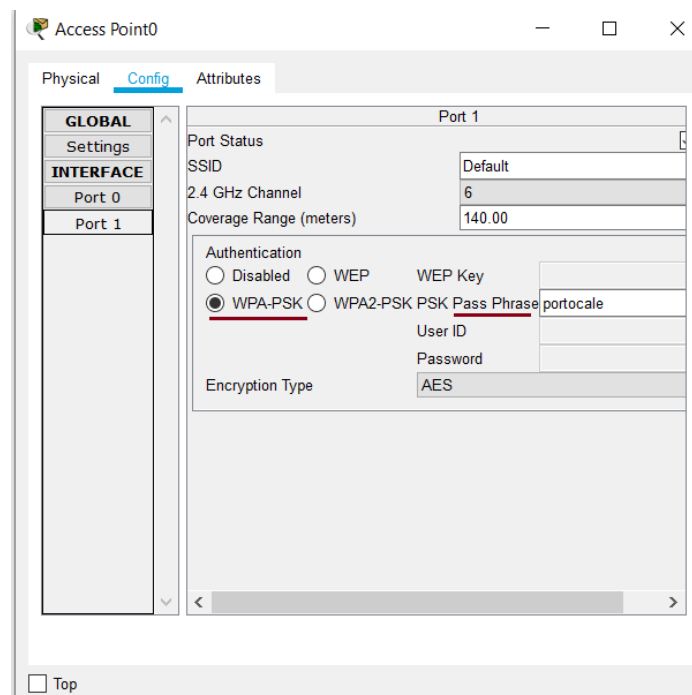 Access Point0
Physical Config Attributes
GLOBAL
Settings
INTERFACE
Port 0
Port 1
Port 1
Port Status
SSID Default
2.4 GHz Channel 6
Coverage Range (meters) 140.00
Authentication
Disabled WEP WEP Key
WPA-PSK WPA2-PSK PSK Pass Phrase portocale
User ID
Password
Encryption Type AES
Top